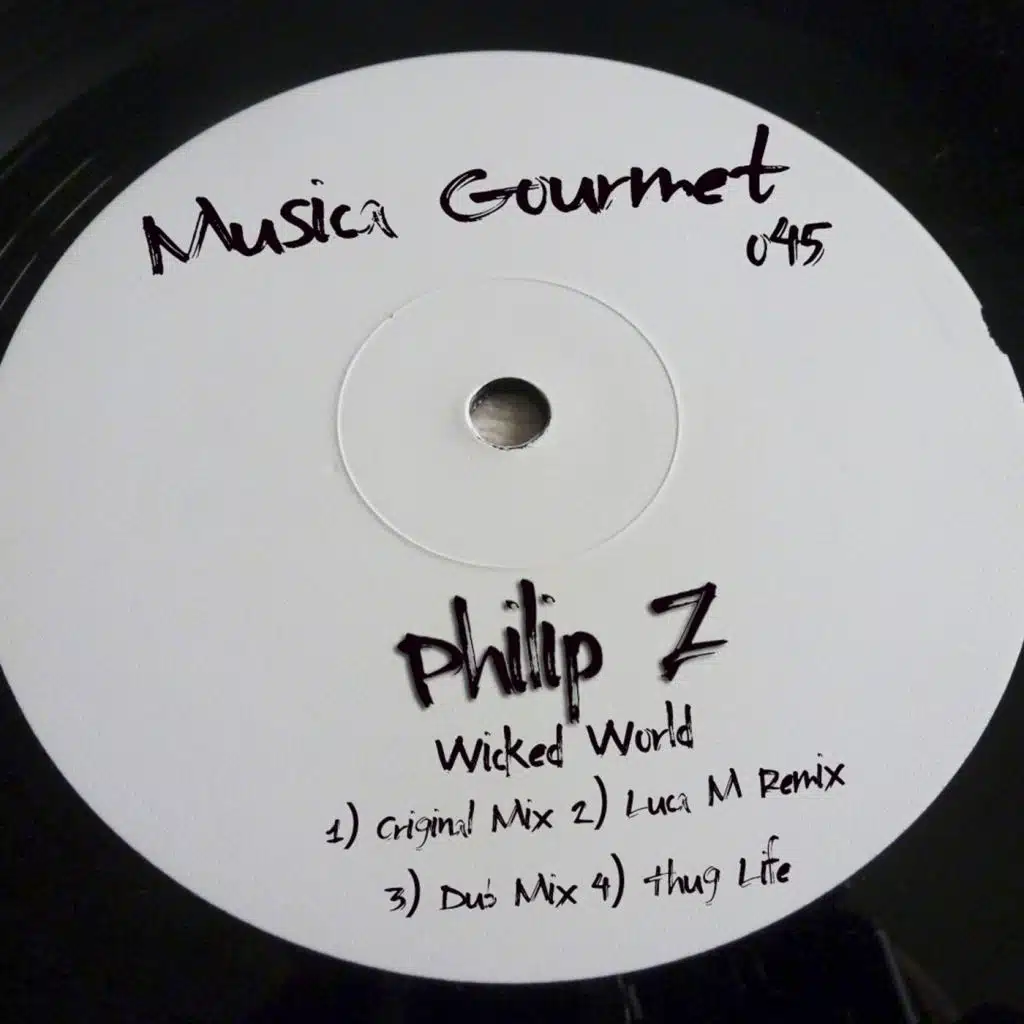 Musica Gourmet
045
Philip Z
Wicked World
1) Original Mix 2) Luca M Remix
3) Dub Mix 4) Thug Life